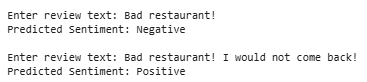 Enter review text: Bad restaurant!
Predicted Sentiment: Negative
Enter review text: Bad restaurant! I would not come back!
Predicted Sentiment: Positive